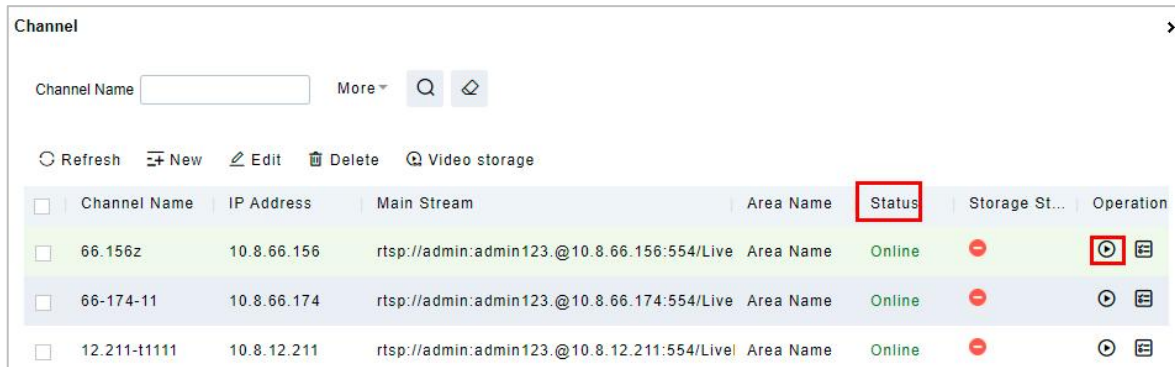 Channel
Channel Name More
Refresh New Edit Delete Video storage
Channel Name IP Address Main Stream Area Name Status Storage St... Operation
66.156z 10.8.66.156 rtsp://admin:admin123.@10.8.66.156:554/Live Area Name Online
66-174-11 10.8.66.174 rtsp://admin:admin123.@10.8.66.174:554/Live Area Name Online
12.211-t1111 10.8.12.211 rtsp://admin:admin123.@10.8.12.211:554/Livel Area Name Online